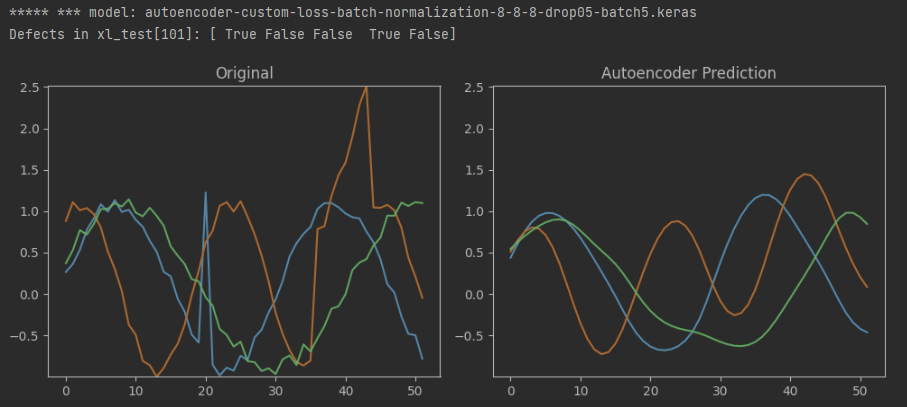 ***** *** model: autoencoder-custom-loss-batch-normalization-8-8-8-drop05-batch5.keras
Defects in xl_test[101]: [ True False False  True False]
Original
Autoencoder Prediction
2.5
2.0
1.5
1.0
0.5
0.0
−0.5
0 10 20 30 40 50
2.5
2.0
1.5
1.0
0.5
0.0
−0.5
0 10 20 30 40 50